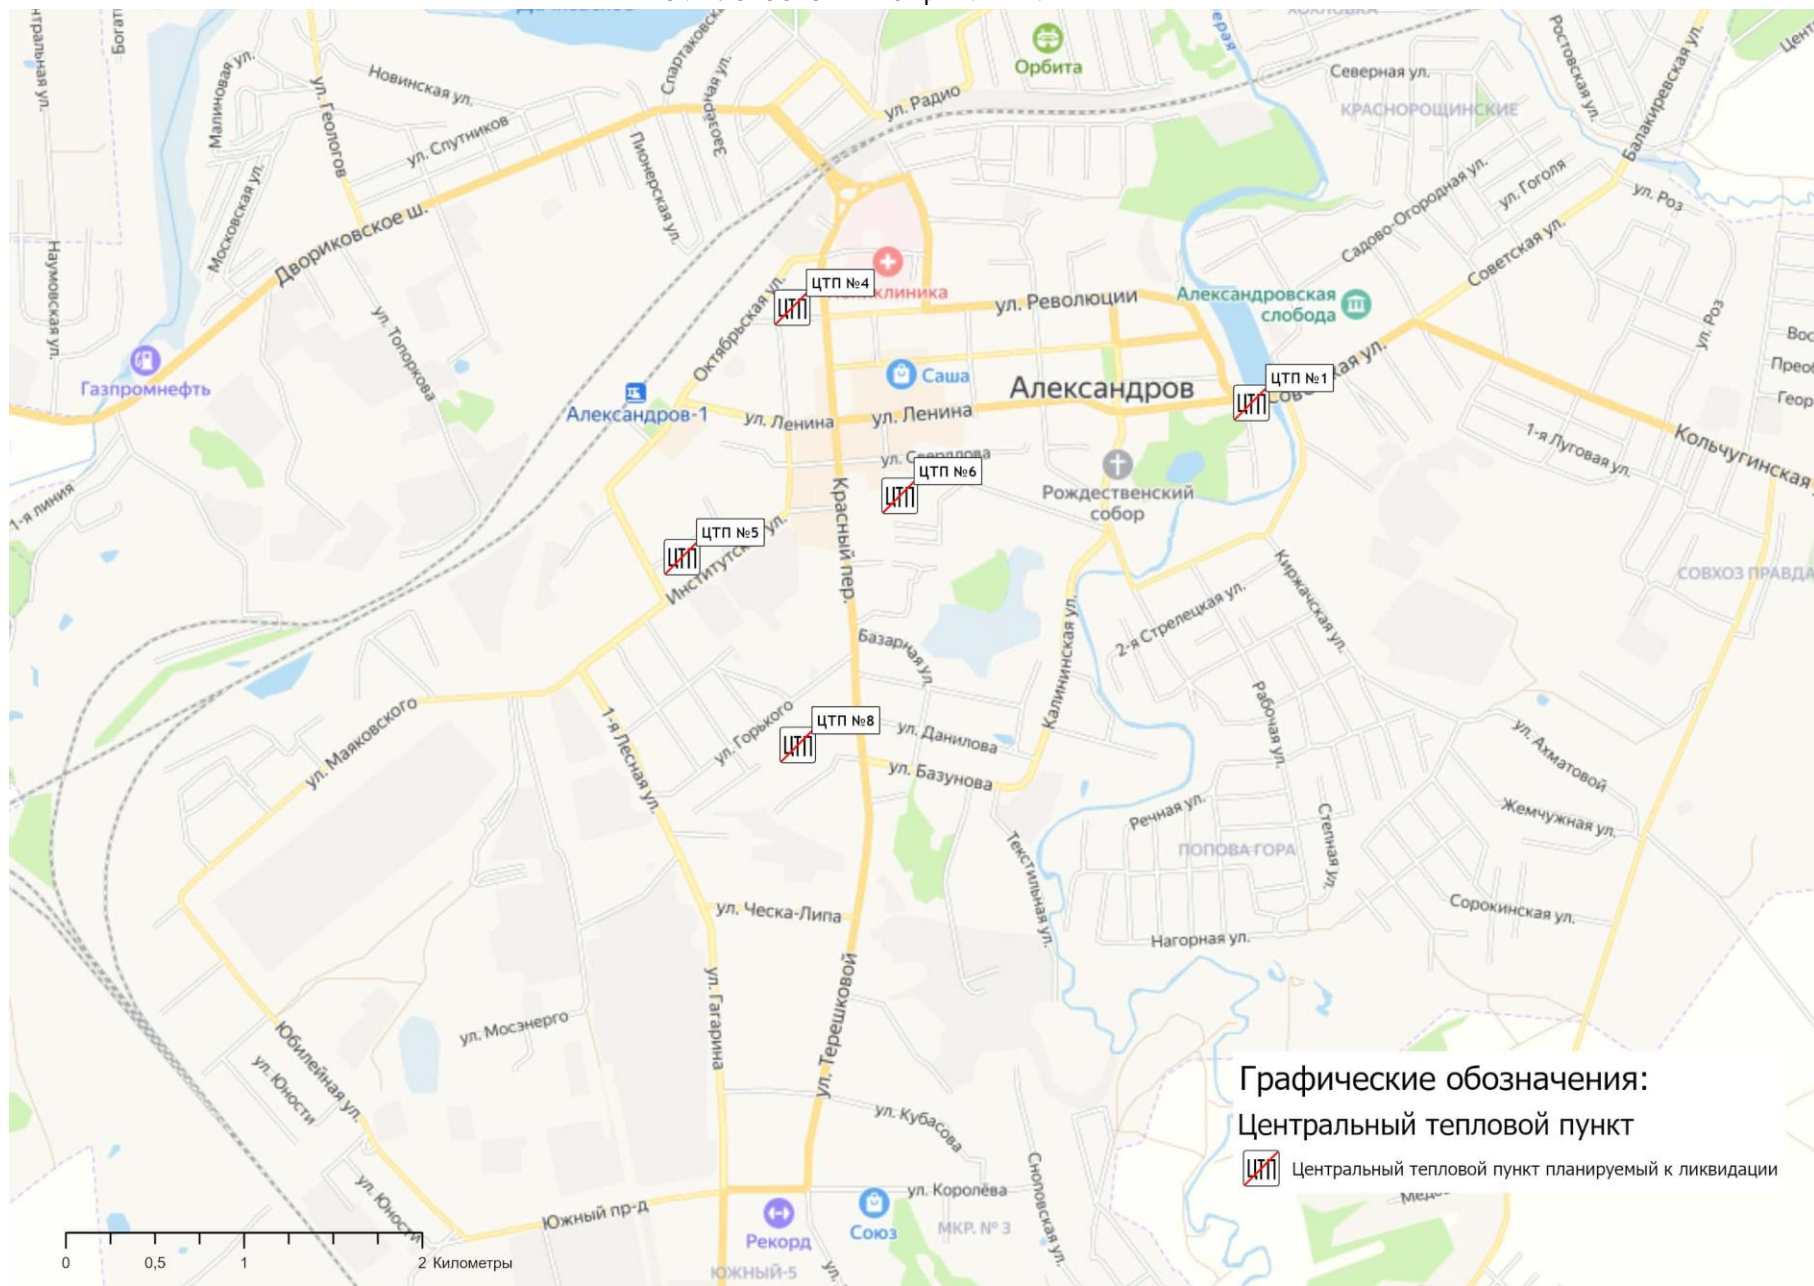 Орбита
ул. Радио
Северная ул.
КРАСНОРОЩИНСКИЕ
Ростовская ул.
Балакиревская ул.
Малиновая ул.
ул. Геологов
Новинская ул.
ул. Спутников
Пионерская ул.
Заозерная ул.
Московская ул.
Двориковское ш.
Наумовская ул.
Садово-Огородная ул.
ул. Гоголя
ул. Роз
Советская ул.
ЦТП №4
ЦТП
ул. Революции
Александровская
слобода
Октябрьская ул.
ул. Топоркова
ул. Роз
Газпромнефть
Саша
Александров
ЦТП №1
ЦТП
Александров-1
ул. Ленина
ул. Ленина
Кольчугинская
1-я Луговая ул.
ЦТП №6
ЦТП
Рождественский
собор
1-я линия
Красный пер.
ЦТП №5
ЦТП
Киржачская ул.
СОВХОЗ ПРАВДА
2-я Стрелецкая ул.
Базарная ул.
Калининская ул.
ул. Маяковского
1-я Лесная ул.
ул. Горького
ЦТП №8
ЦТП
ул. Данилова
ул. Базунова
Рабочая ул.
ул. Ахматовой
Жемчужная ул.
Речная ул.
Степная ул.
ПОПОВА ГОРА
Текстильная ул.
ул. Ческа-Липа
Сорокинская ул.
Нагорная ул.
ул. Гагарина
ул. Терешковой
ул. Мосэнерго
Юбилейная ул.
ул. Юности
ул. Кубасова
Графические обозначения:
Центральный тепловой пункт
ЦТП Центральный тепловой пункт планируемый к ликвидации
ул. Юности
Южный пр-д
Рекорд
Союз
ул. Королёва
МКР. № 3
Снопoвская ул.
ЮЖНЫЙ-5
0 0,5 1 2 Километры